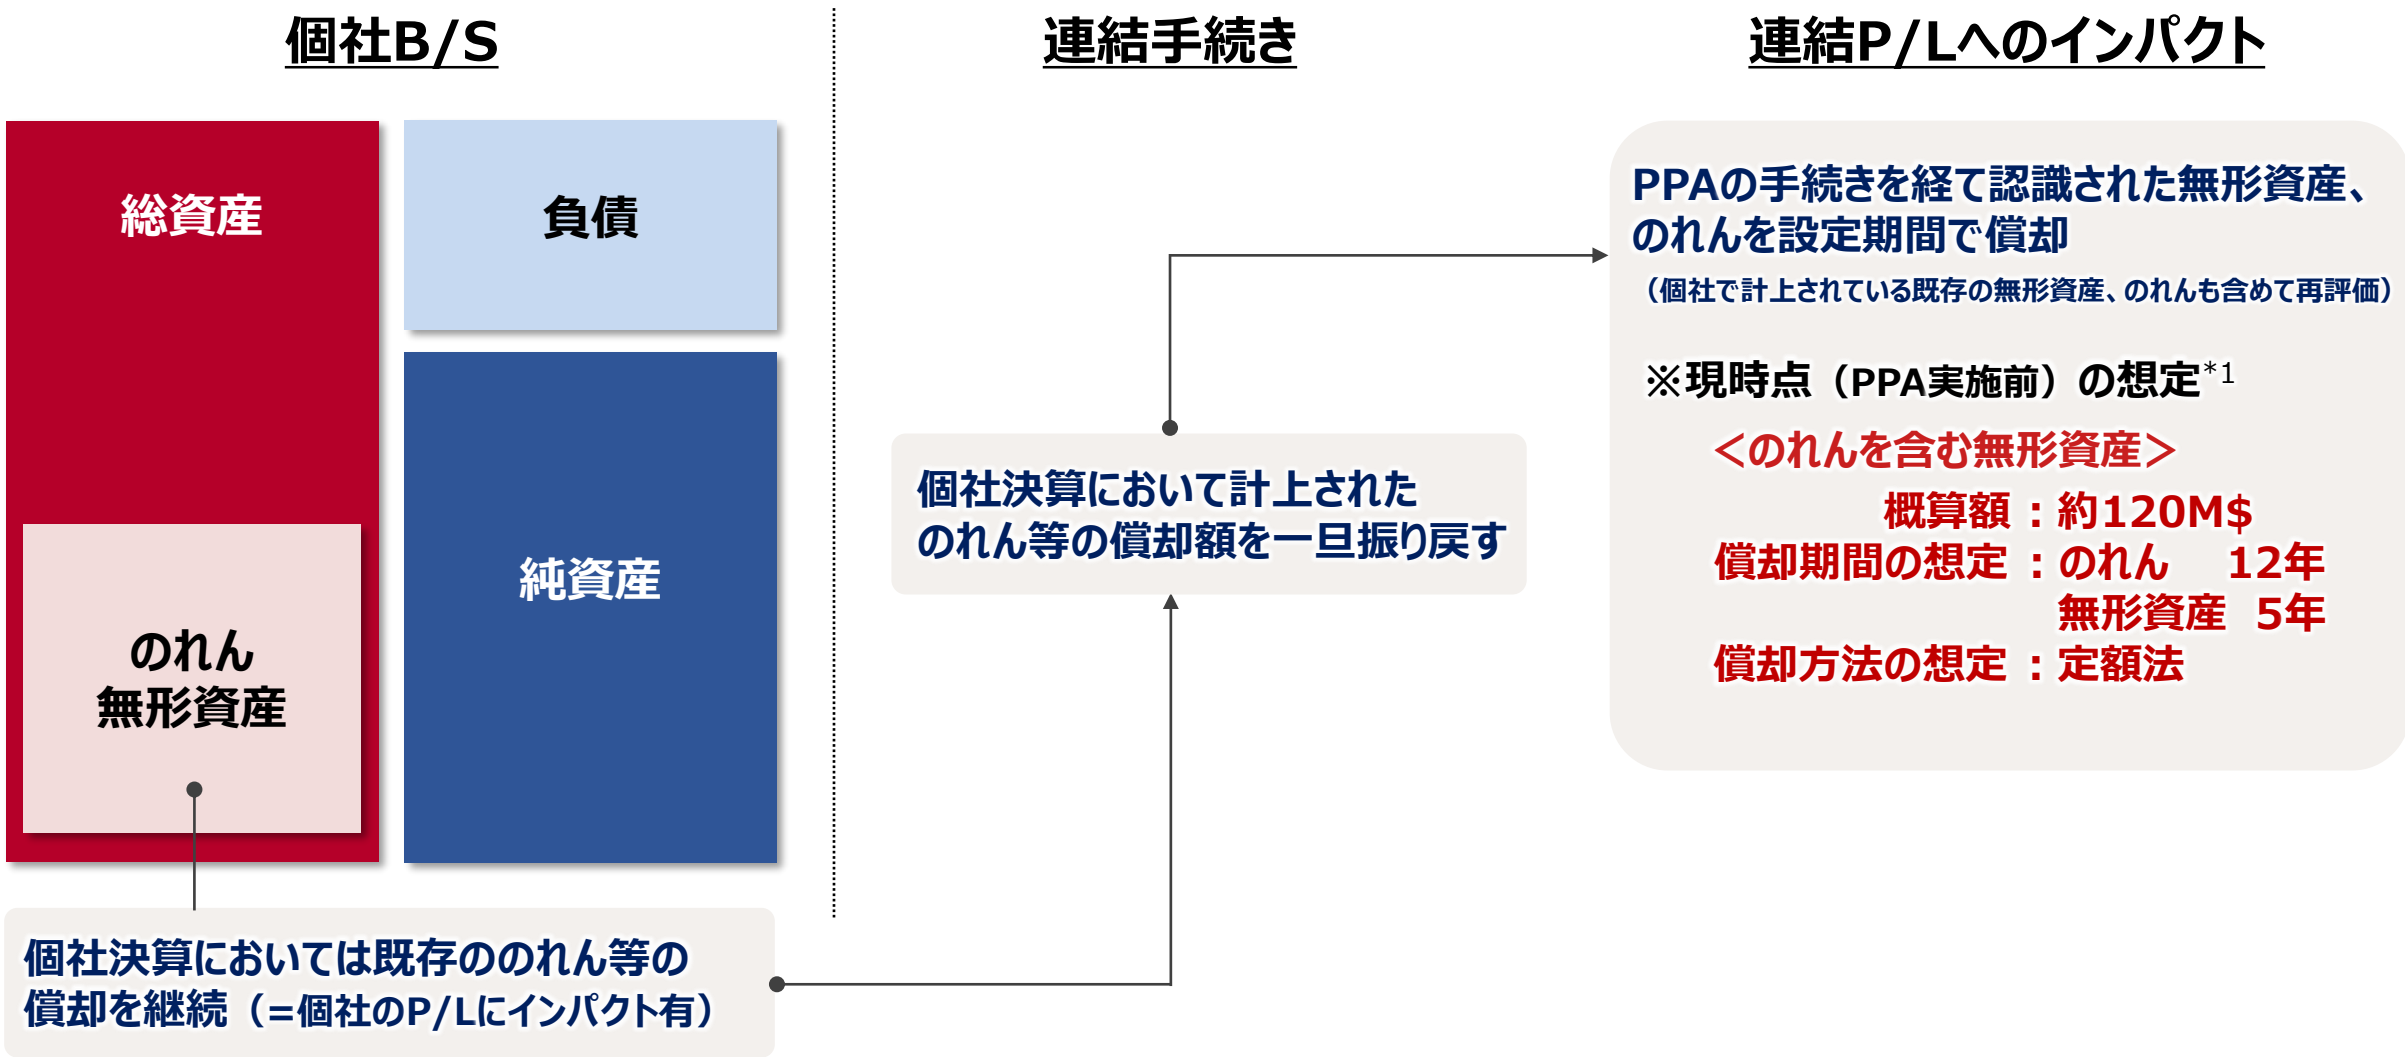 個社B/S
総資産
負債
純資産
のれん
無形資産
個社決算においては既存ののれん等の
償却を継続（=個社のP/Lにインパクト有）
連結手続き
個社決算において計上された
のれん等の償却額を一旦振り戻す
連結P/Lへのインパクト
PPAの手続きを経て認識された無形資産、
のれんを設定期間で償却
（個社で計上されている既存の無形資産、のれんも含めて再評価）
※現時点（PPA実施前）の想定*1
＜のれんを含む無形資産＞
概算額：約120M$
償却期間の想定：のれん 12年
無形資産 5年
償却方法の想定：定額法